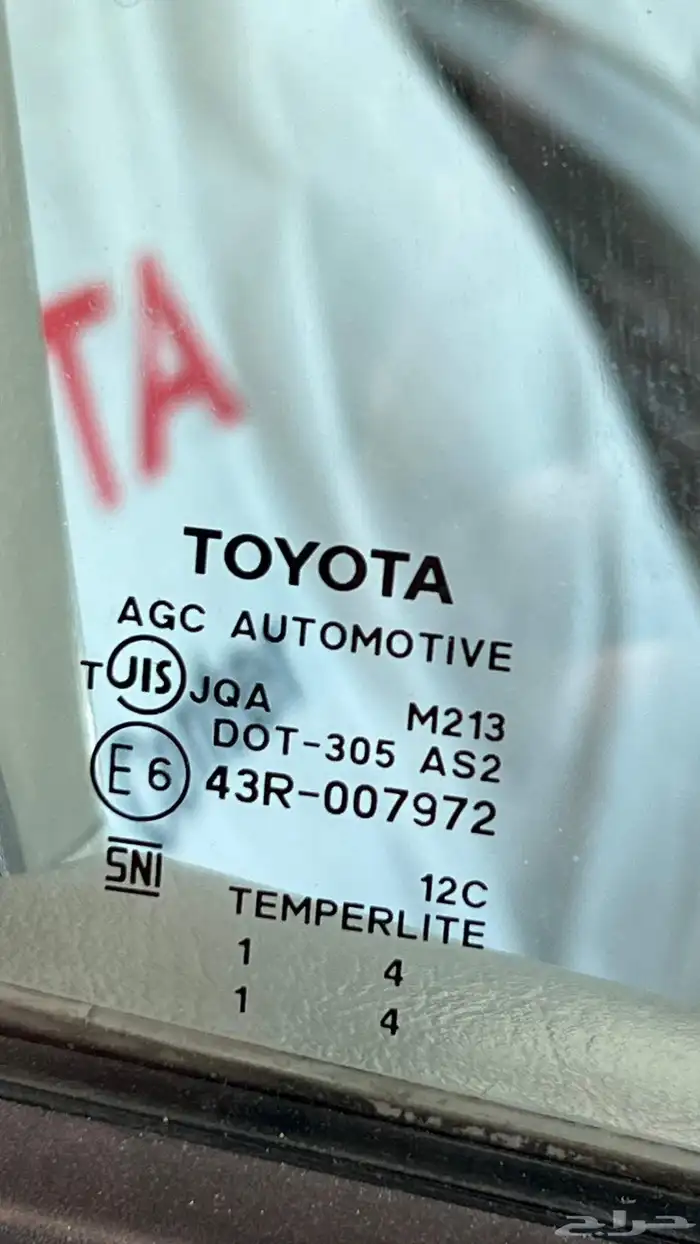 TA
TOYOTA
AGC AUTOMOTIVE
T JIS JQA M213
DOT-305 AS2
E6 43R-007972
SNI 12C
TEMPERLITE
1 4
1 4
حراج